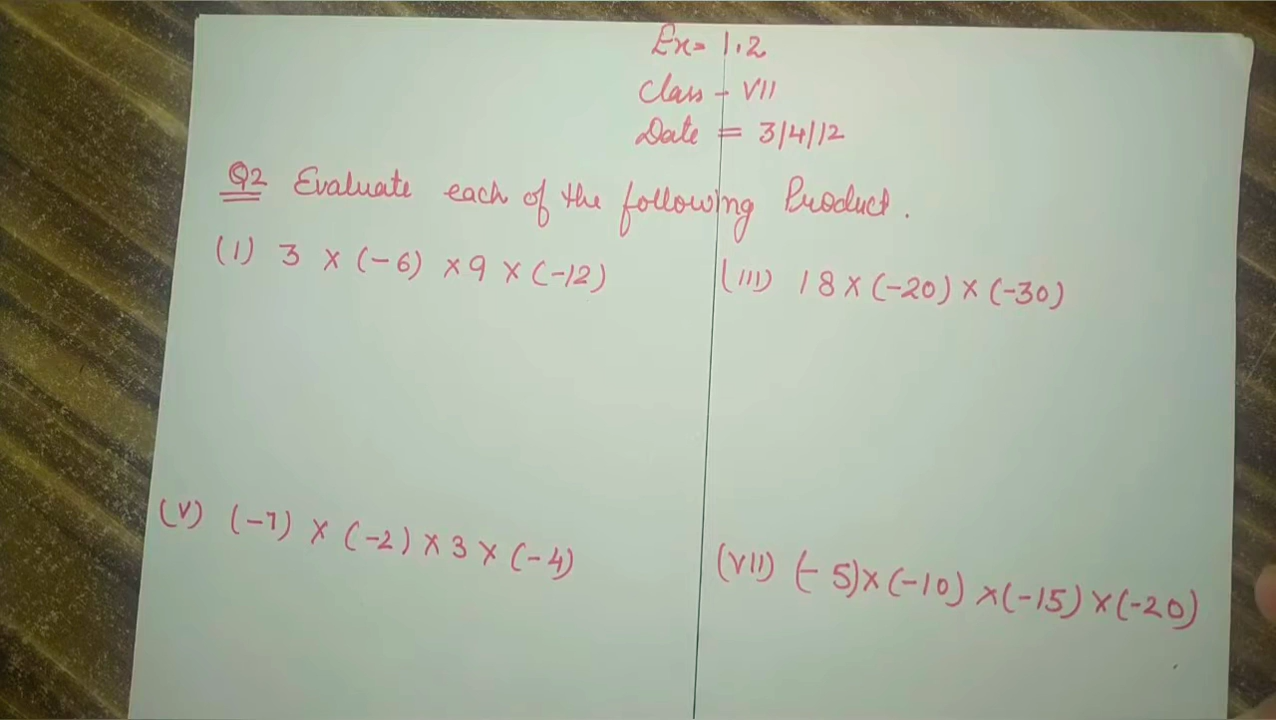 Ex= 1.2
Class - VII
Date = 3/4/12
Q2 Evaluate each of the following Product.
(I) 3 × (-6) × 9 × (-12)
(III) 18 × (-20) × (-30)
(V) (-7) × (-2) × 3 × (-4)
(VII) (-5) × (-10) × (-15) × (-20)